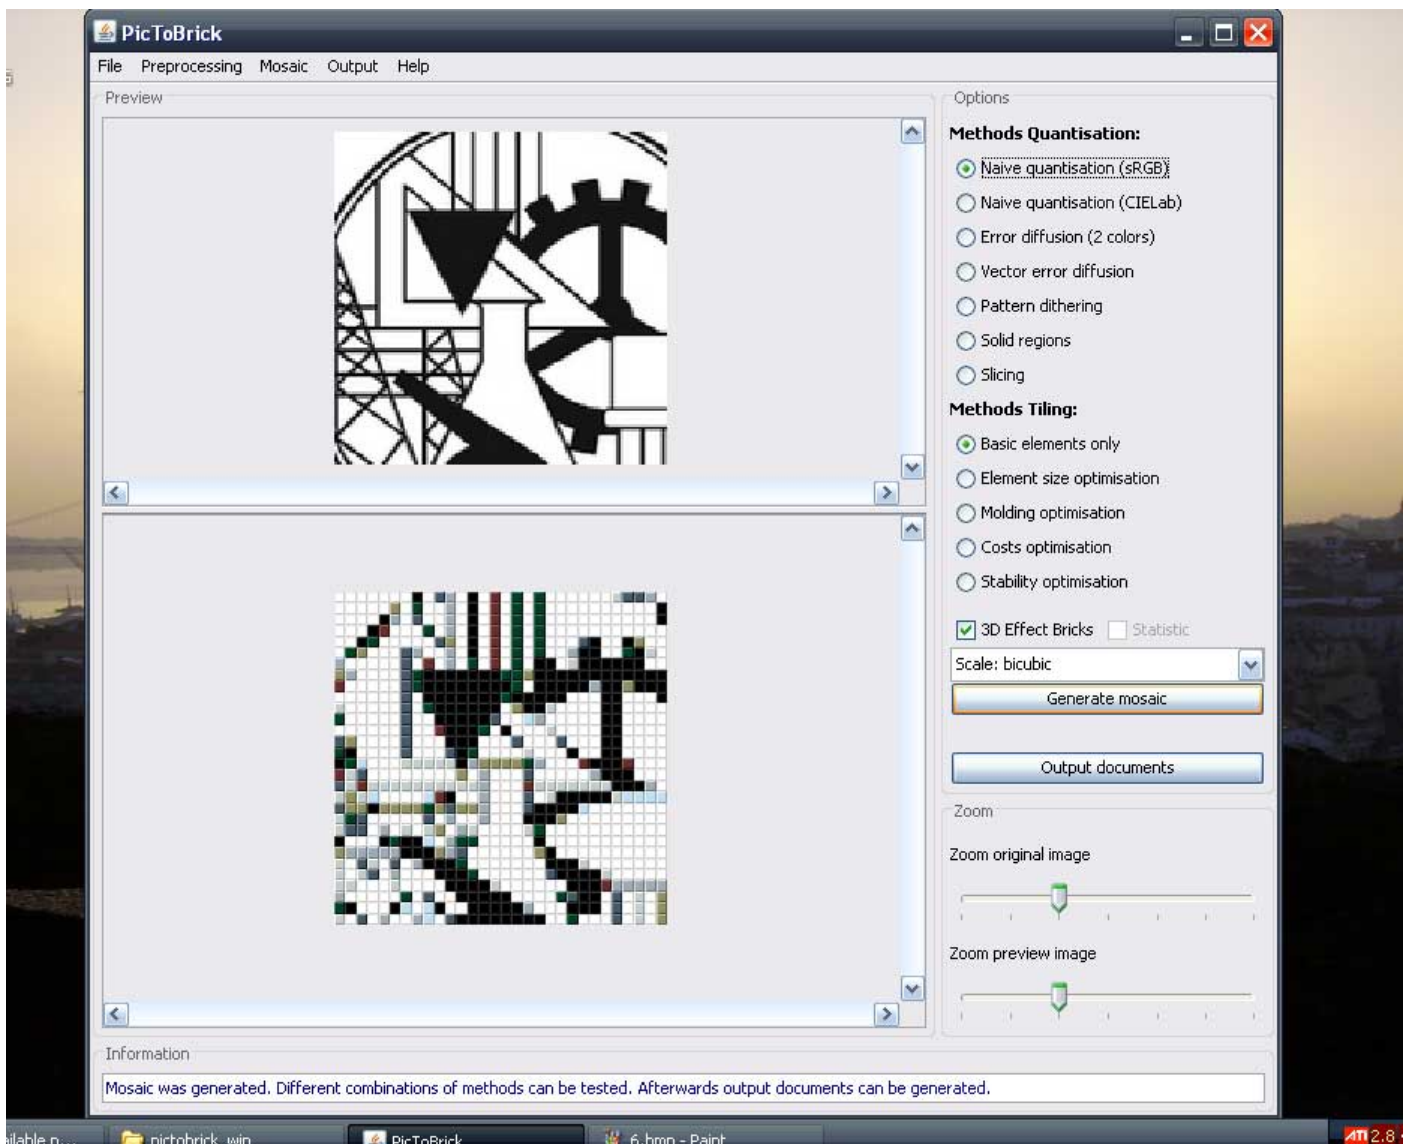 PicToBrick
File Preprocessing Mosaic Output Help
Preview
Options
Methods Quantisation:
Naive quantisation (sRGB)
Naive quantisation (CIELab)
Error diffusion (2 colors)
Vector error diffusion
Pattern dithering
Solid regions
Slicing
Methods Tiling:
Basic elements only
Element size optimisation
Molding optimisation
Costs optimisation
Stability optimisation
3D Effect Bricks Statistic
Scale: bicubic
Generate mosaic
Output documents
Zoom
Zoom original image
Zoom preview image
Information
Mosaic was generated. Different combinations of methods can be tested. Afterwards output documents can be generated.
pictobrick_win PicToBrick 6.bmp - Paint ATI 2.8